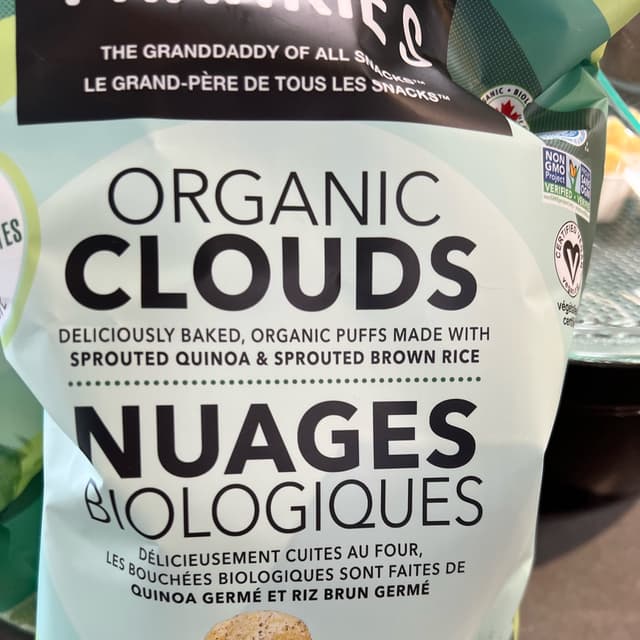 THE GRANDDADDY OF ALL SNACKS™
LE GRAND-PÈRE DE TOUS LES SNACKS™
ORGANIC
CLOUDS
DELICIOUSLY BAKED, ORGANIC PUFFS MADE WITH
SPROUTED QUINOA & SPROUTED BROWN RICE
NUAGES
BIOLOGIQUES
DÉLICIEUSEMENT CUITES AU FOUR,
LES BOUCHÉES BIOLOGIQUES SONT FAITES DE
QUINOA GERMÉ ET RIZ BRUN GERMÉ
NON
GMO
Project
VERIFIED
CERTIFIED